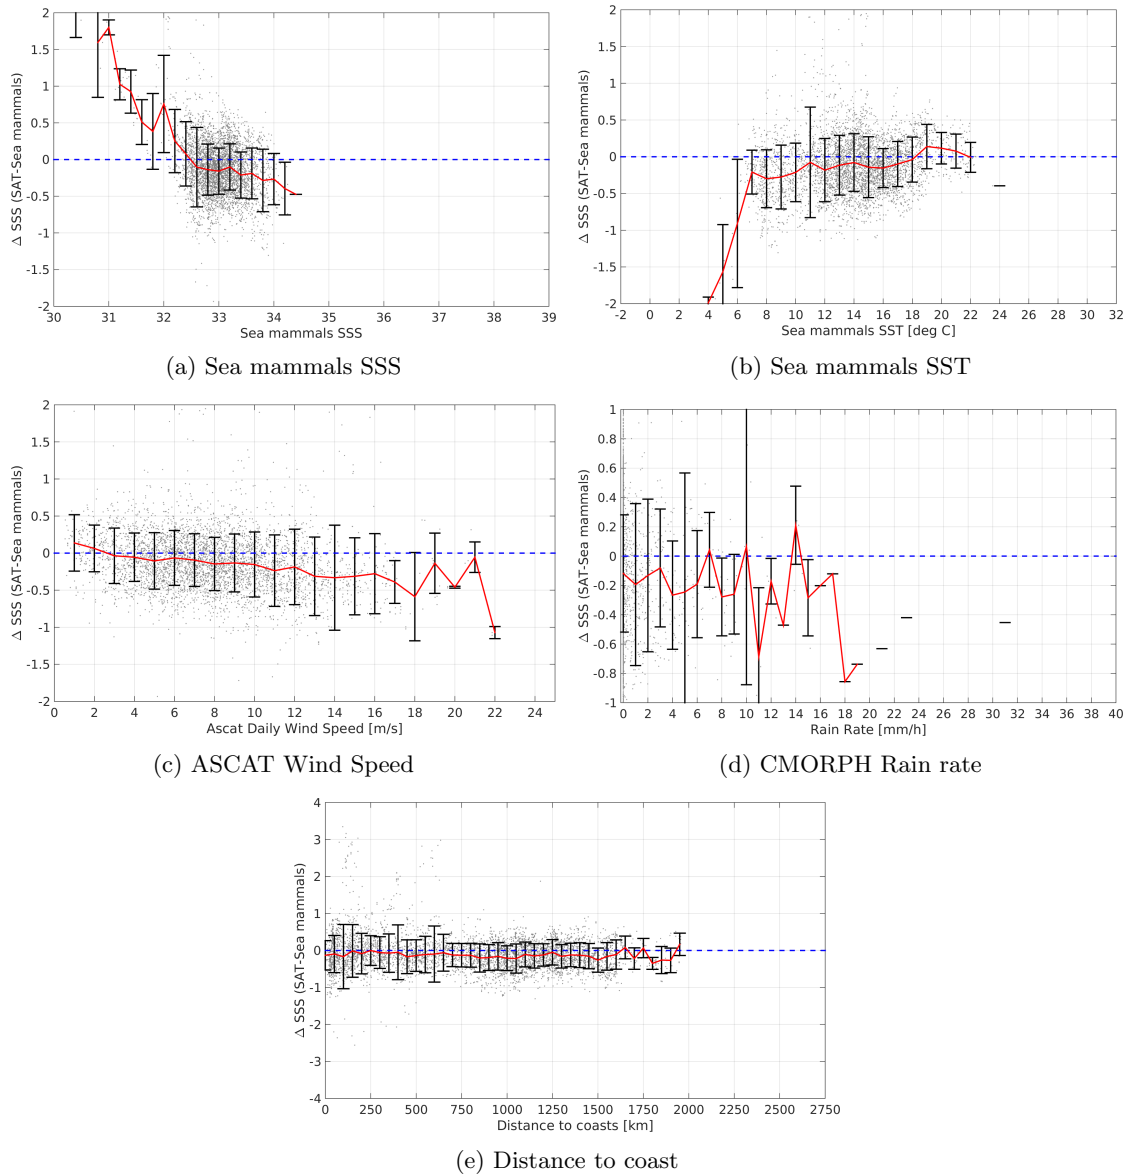 2
1.5
1
0.5
0
-0.5
-1
-1.5
-2
Δ SSS (SAT-Sea mammals)
30 31 32 33 34 35 36 37 38 39
Sea mammals SSS
(a) Sea mammals SSS
2
1.5
1
0.5
0
-0.5
-1
-1.5
-2
Δ SSS (SAT-Sea mammals)
-2 0 2 4 6 8 10 12 14 16 18 20 22 24 26 28 30 32
Sea mammals SST [deg C]
(b) Sea mammals SST
2
1.5
1
0.5
0
-0.5
-1
-1.5
-2
Δ SSS (SAT-Sea mammals)
0 2 4 6 8 10 12 14 16 18 20 22 24
Ascat Daily Wind Speed [m/s]
(c) ASCAT Wind Speed
1
0.8
0.6
0.4
0.2
0
-0.2
-0.4
-0.6
-0.8
-1
Δ SSS (SAT-Sea mammals)
0 2 4 6 8 10 12 14 16 18 20 22 24 26 28 30 32 34 36 38 40
Rain Rate [mm/h]
(d) CMORPH Rain rate
4
3
2
1
0
-1
-2
-3
-4
Δ SSS (SAT-Sea mammals)
0 250 500 750 1000 1250 1500 1750 2000 2250 2500 2750
Distance to coasts [km]
(e) Distance to coast